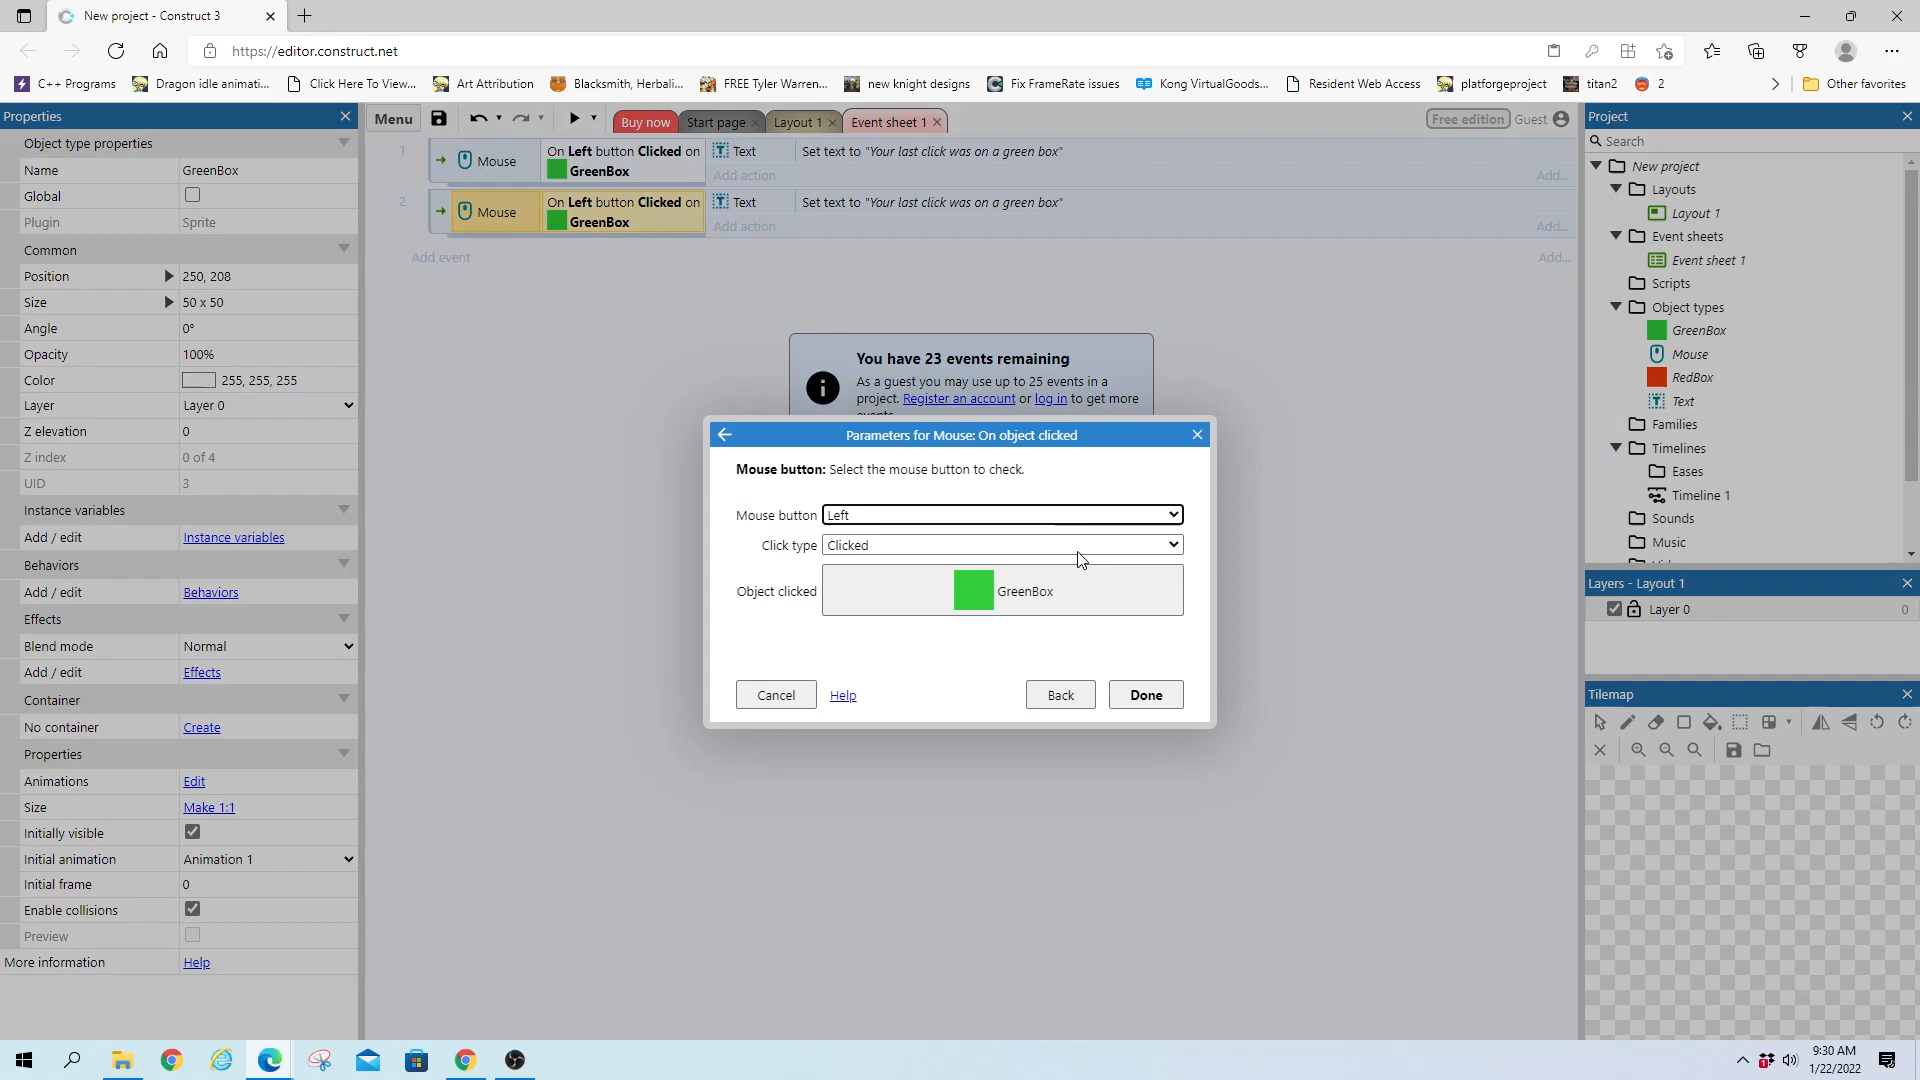 New project - Construct 3
https://editor.construct.net
C++ Programs
Dragon idle animati...
Click Here To View...
Art Attribution
Blacksmith, Herbali...
FREE Tyler Warren...
new knight designs
Fix FrameRate issues
Kong VirtualGoods...
Resident Web Access
platforgeproject
titan2
2
Other favorites
Properties
Object type properties
Name GreenBox
Global
Plugin Sprite
Common
Position 250, 208
Size 50 x 50
Angle 0°
Opacity 100%
Color 255, 255, 255
Layer Layer 0
Z elevation 0
Z index 0 of 4
UID 3
Instance variables
Add / edit Instance variables
Behaviors
Add / edit Behaviors
Effects
Blend mode Normal
Add / edit Effects
Container
No container Create
Properties
Animations Edit
Size Make 1:1
Initially visible
Initial animation Animation 1
Initial frame 0
Enable collisions
Preview
More information Help
Menu
Buy now
Start page
Layout 1
Event sheet 1
Free edition Guest
1 Mouse On Left button Clicked on
GreenBox
Text Set text to "Your last click was on a green box"
Add action Add...
2 Mouse On Left button Clicked on
GreenBox
Text Set text to "Your last click was on a green box"
Add action Add...
Add event Add...
You have 23 events remaining
As a guest you may use up to 25 events in a
project. Register an account or log in to get more
Parameters for Mouse: On object clicked
Mouse button: Select the mouse button to check.
Mouse button Left
Click type Clicked
Object clicked GreenBox
Cancel Help Back Done
Project
Search
New project
Layouts
Layout 1
Event sheets
Event sheet 1
Scripts
Object types
GreenBox
Mouse
RedBox
Text
Families
Timelines
Eases
Timeline 1
Sounds
Music
Layers - Layout 1
Layer 0 0
Tilemap
9:30 AM
1/22/2022